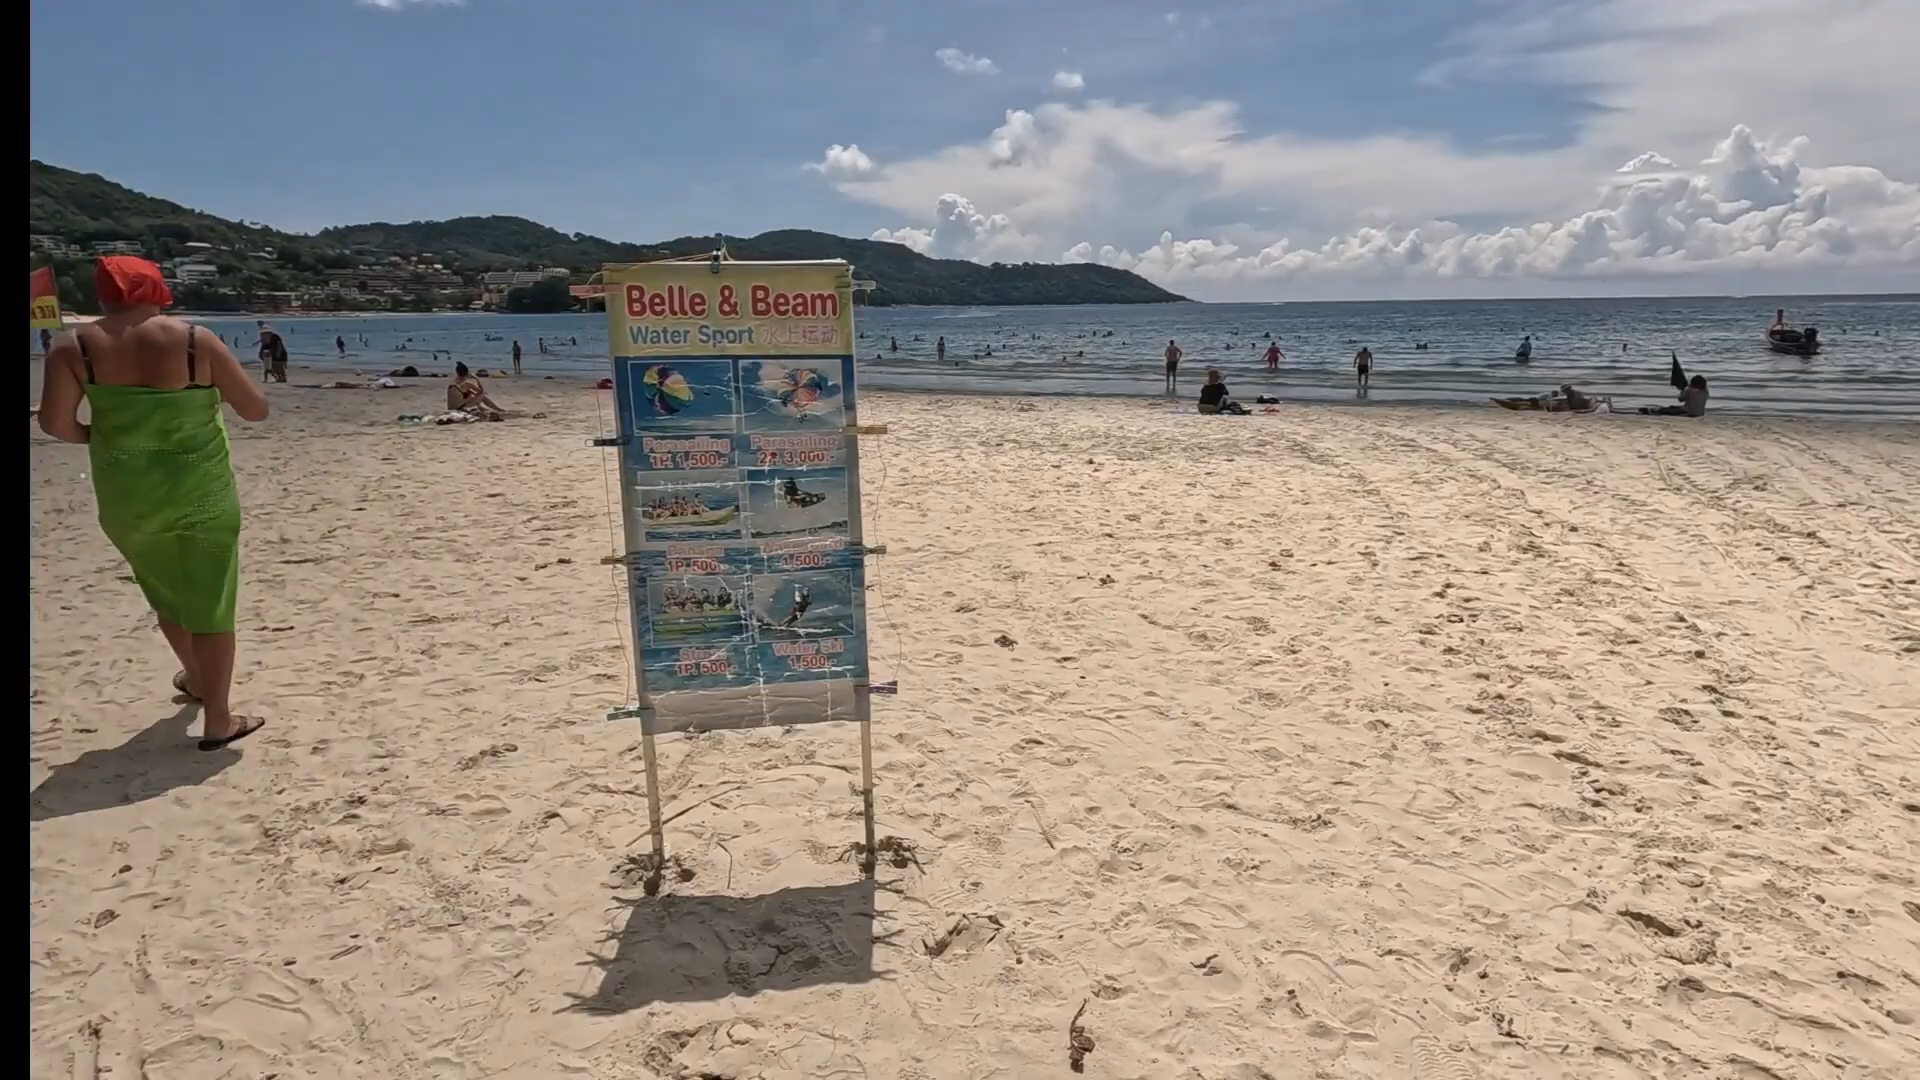 Belle & Beam
Water Sport 水上运动
Parasailing Parasailing
1P. 1,500.- 2P. 3,000.-
Banana
1P. 500.- 1,500.-
Water ski
1P. 500.- 1,500.-